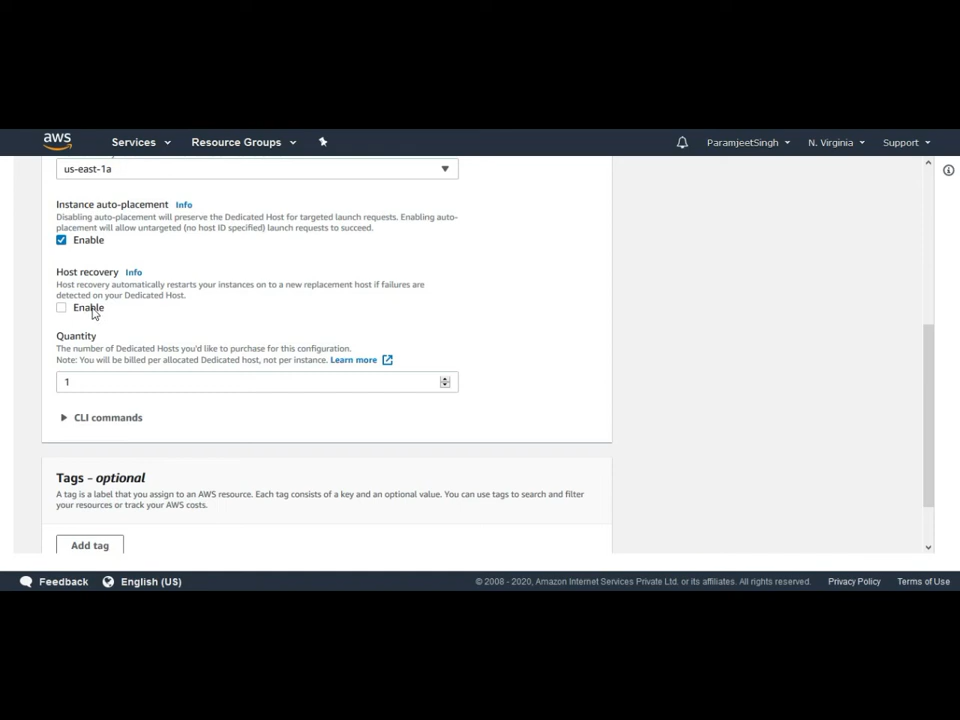 aws
Services
Resource Groups
ParamjeetSingh
N. Virginia
Support
us-east-1a
Instance auto-placement Info
Disabling auto-placement will preserve the Dedicated Host for targeted launch requests. Enabling auto-
placement will allow untargeted (no host ID specified) launch requests to succeed.
Enable
Host recovery Info
Host recovery automatically restarts your instances on to a new replacement host if failures are
detected on your Dedicated Host.
Enable
Quantity
The number of Dedicated Hosts you'd like to purchase for this configuration.
Note: You will be billed per allocated Dedicated host, not per instance. Learn more
1
CLI commands
Tags – optional
A tag is a label that you assign to an AWS resource. Each tag consists of a key and an optional value. You can use tags to search and filter
your resources or track your AWS costs.
Add tag
Feedback
English (US)
© 2008 - 2020, Amazon Internet Services Private Ltd. or its affiliates. All rights reserved.
Privacy Policy
Terms of Use